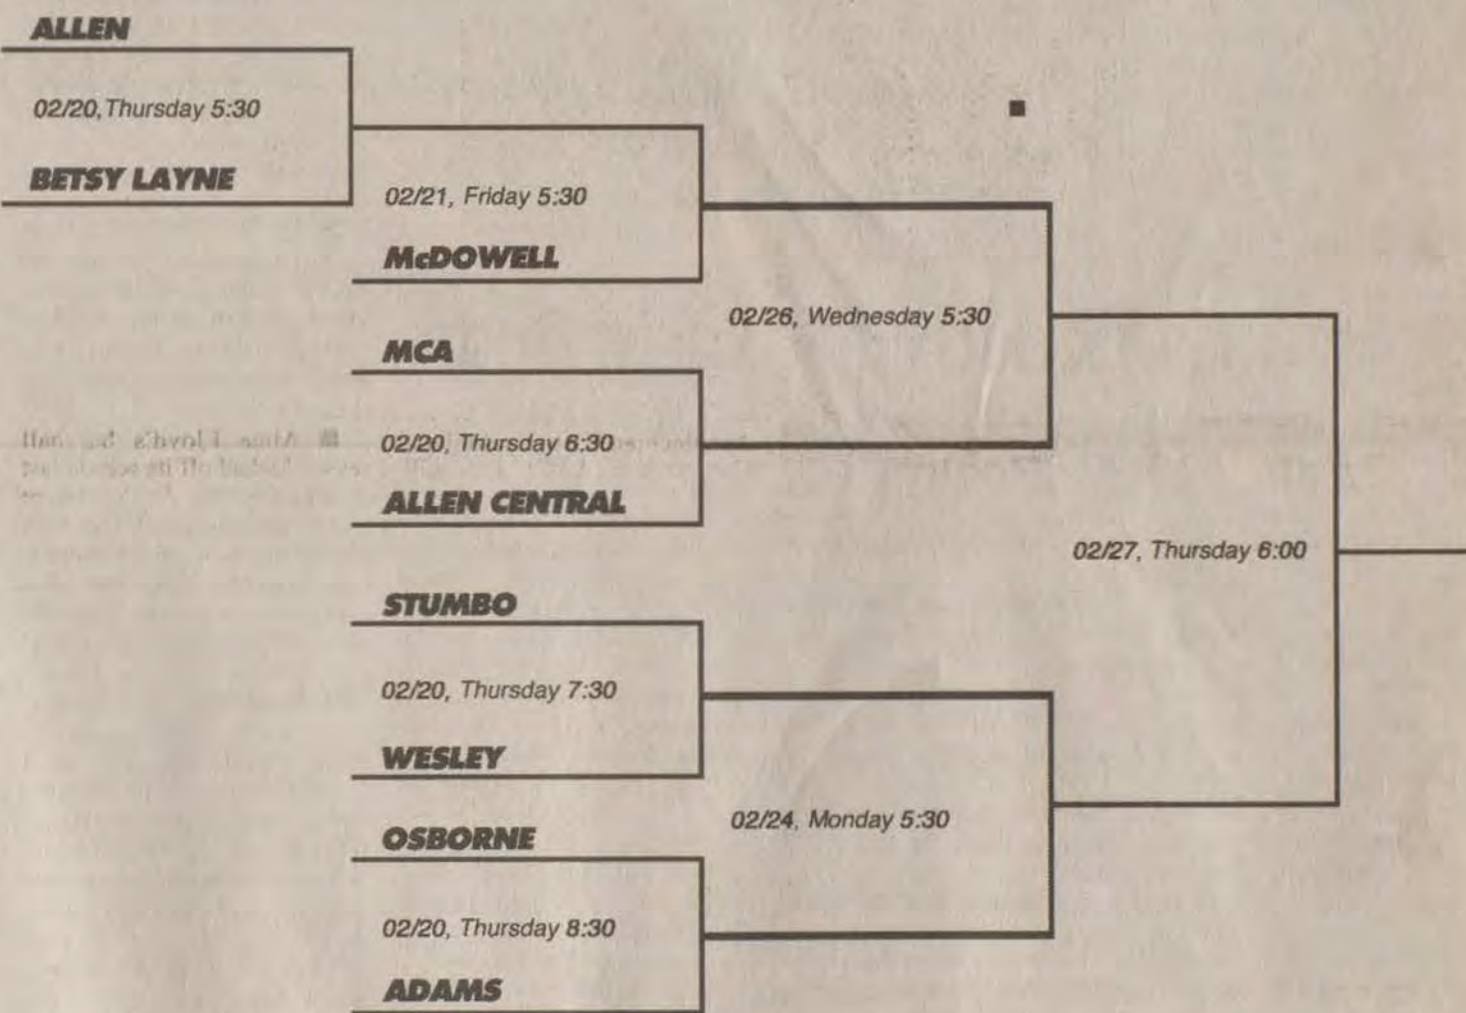 ALLEN
02/20, Thursday 5:30
BETSY LAYNE
02/21, Friday 5:30
McDOWELL
02/26, Wednesday 5:30
MCA
02/20, Thursday 6:30
ALLEN CENTRAL
02/27, Thursday 6:00
STUMBO
02/20, Thursday 7:30
WESLEY
02/24, Monday 5:30
OSBORNE
02/20, Thursday 8:30
ADAMS